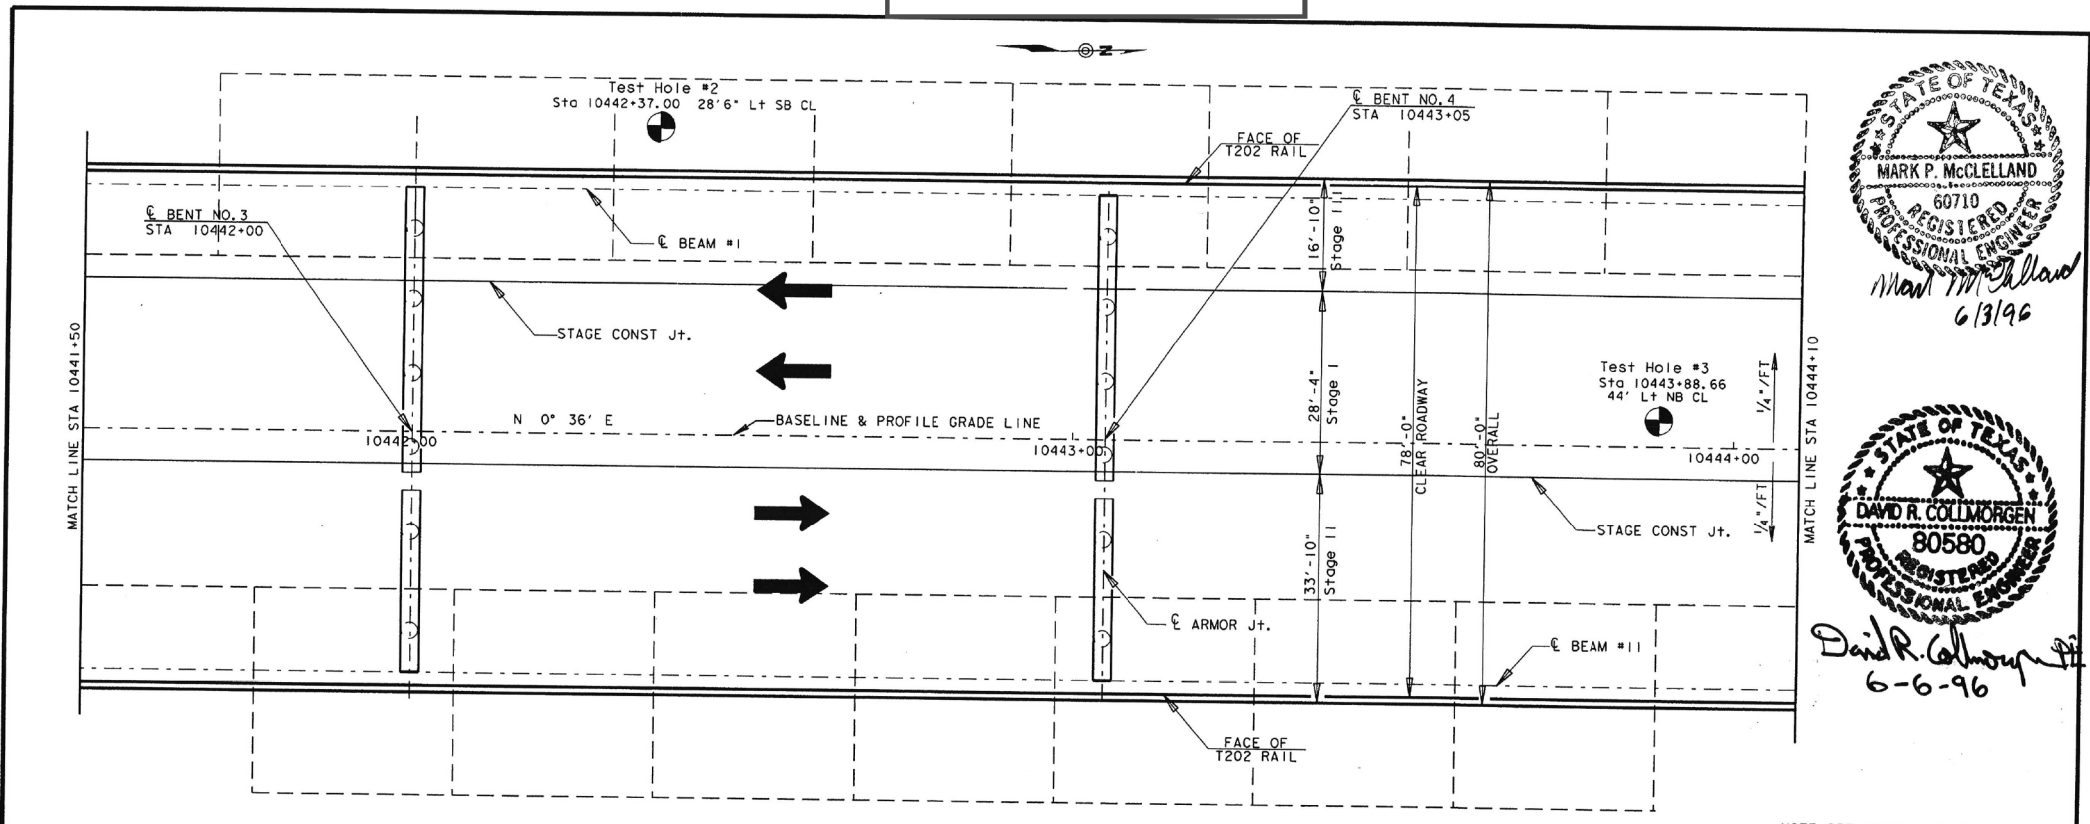 N
Test Hole #2
Sta 10442+37.00 28'6" Lt SB CL
℄ BENT NO. 4
STA 10443+05
FACE OF
T202 RAIL
℄ BENT NO. 3
STA 10442+00
℄ BEAM #1
16'-10"
Stage II
STAGE CONST Jt.
MATCH LINE STA 10441+50
N 0° 36' E
BASELINE & PROFILE GRADE LINE
10442+00
10443+00
10444+00
28'-4"
Stage I
78'-0"
CLEAR ROADWAY
80'-0"
OVERALL
Test Hole #3
Sta 10443+88.66
44' Lt NB CL
1/4"/FT
1/4"/FT
MATCH LINE STA 10444+10
33'-10"
Stage II
STAGE CONST Jt.
℄ ARMOR Jt.
℄ BEAM #11
FACE OF
T202 RAIL
STATE OF TEXAS
MARK P. McCLELLAND
60710
REGISTERED
PROFESSIONAL ENGINEER
Mark McClelland
6/3/96
STATE OF TEXAS
DAVID R. COLLMORGEN
80580
REGISTERED
PROFESSIONAL ENGINEER
David R. Collmorgen PE
6-6-96